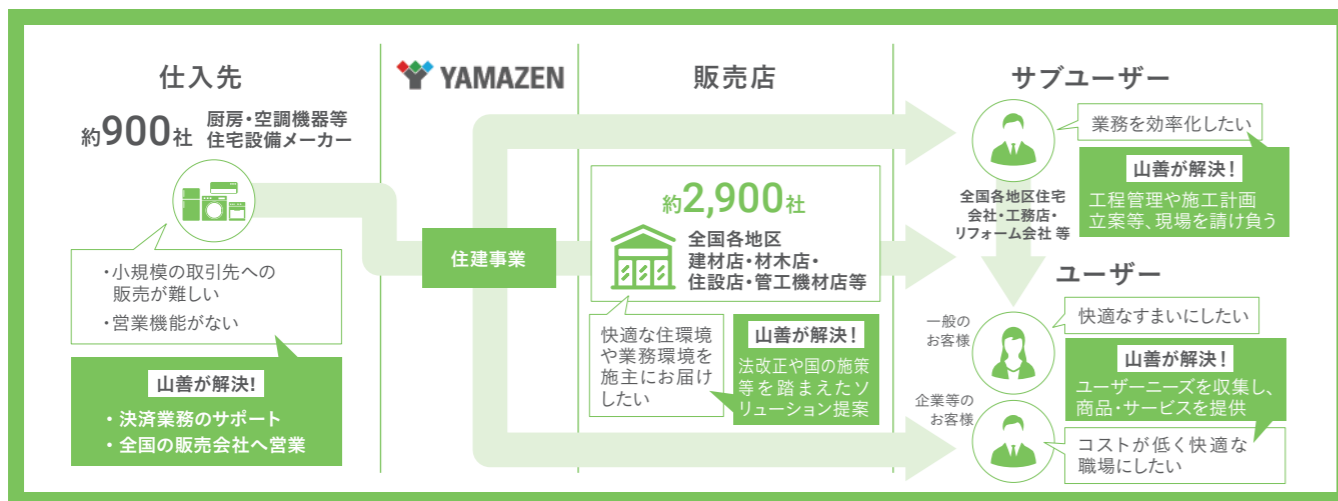 仕入先
約900社
厨房・空調機器等
住宅設備メーカー
・小規模の取引先への
販売が難しい
・営業機能がない
山善が解決!
・決済業務のサポート
・全国の販売会社へ営業
YAMAZEN
住建事業
販売店
約2,900社
全国各地区
建材店・材木店・
住設店・管工機材店等
快適な住環境
や業務環境を
施主にお届け
したい
山善が解決!
法改正や国の施策
等を踏まえたソ
リューション提案
サブユーザー
全国各地区住宅
会社・工務店・
リフォーム会社 等
業務を効率化したい
山善が解決!
工程管理や施工計画
立案等、現場を請け負う
ユーザー
一般の
お客様
快適なすまいにしたい
山善が解決!
ユーザーニーズを収集し、
商品・サービスを提供
企業等の
お客様
コストが低く快適な
職場にしたい